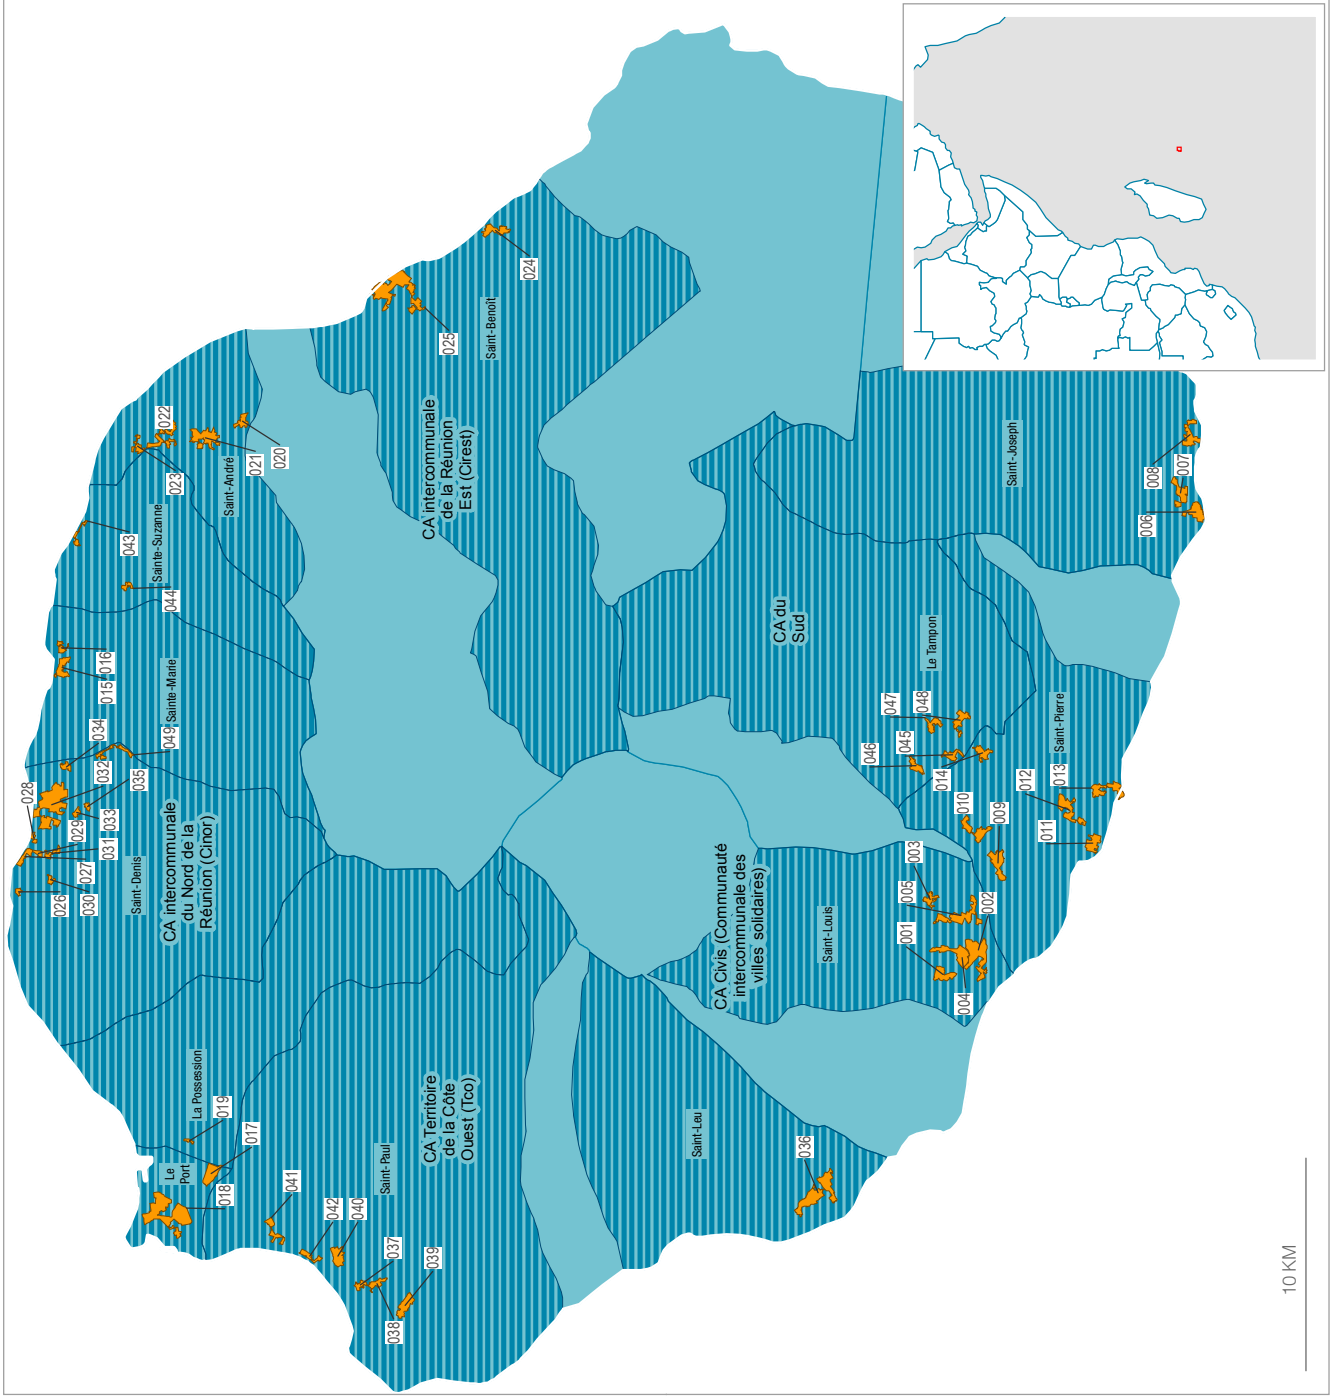 028
034
016
015
Sainte-Marie
049
032
035
033
029
031
027
030
026
Saint-Denis
CA intercommunale
du Nord de la
Réunion (Cinor)
043
044
Sainte-Suzanne
022
023
Saint-André
021
020
025
024
Saint-Benoît
CA intercommunale
de la Réunion
Est (Cirest)
La Possession
019
017
Le
Port
018
041
042
040
Saint-Paul
037
039
038
CA Territoire
de la Côte
Ouest (Tco)
Saint-Leu
036
CA Civis (Communauté
intercommunale des
villes solidaires)
Saint-Louis
001
005
003
002
004
010
009
CA du
Sud
Le Tampon
047
048
046
045
014
Saint-Pierre
012
013
011
Saint-Joseph
008
007
006
10 KM